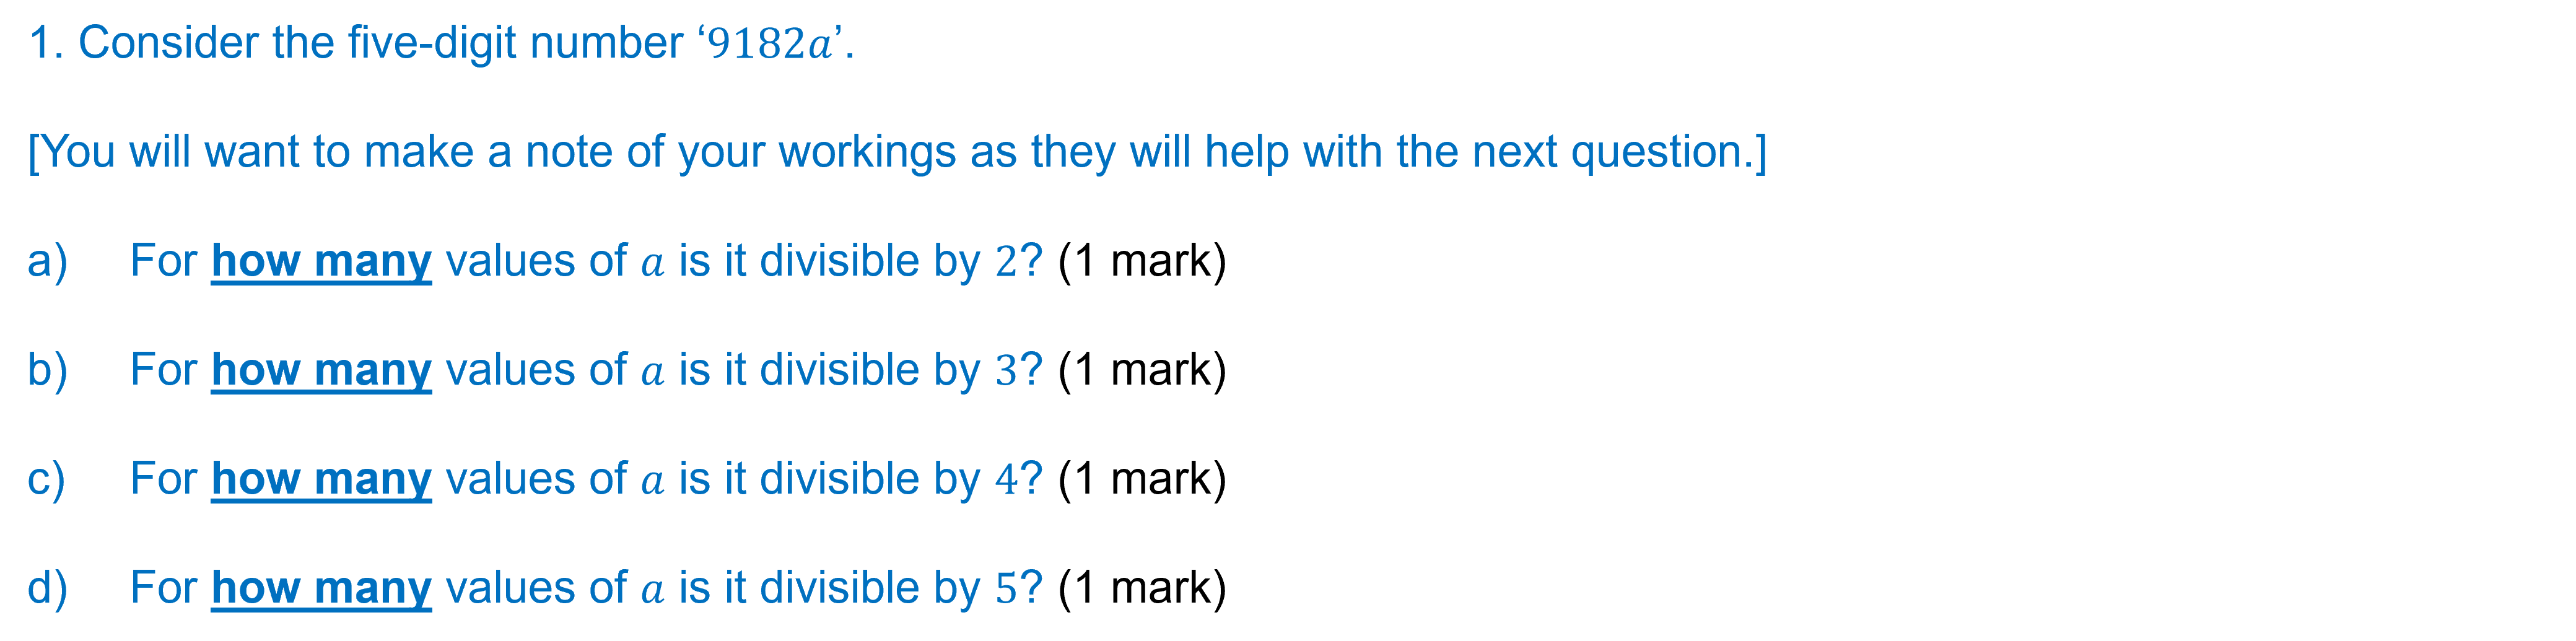 1. Consider the five-digit number ‘9182a’.
[You will want to make a note of your workings as they will help with the next question.]
a) For how many values of a is it divisible by 2? (1 mark)
b) For how many values of a is it divisible by 3? (1 mark)
c) For how many values of a is it divisible by 4? (1 mark)
d) For how many values of a is it divisible by 5? (1 mark)